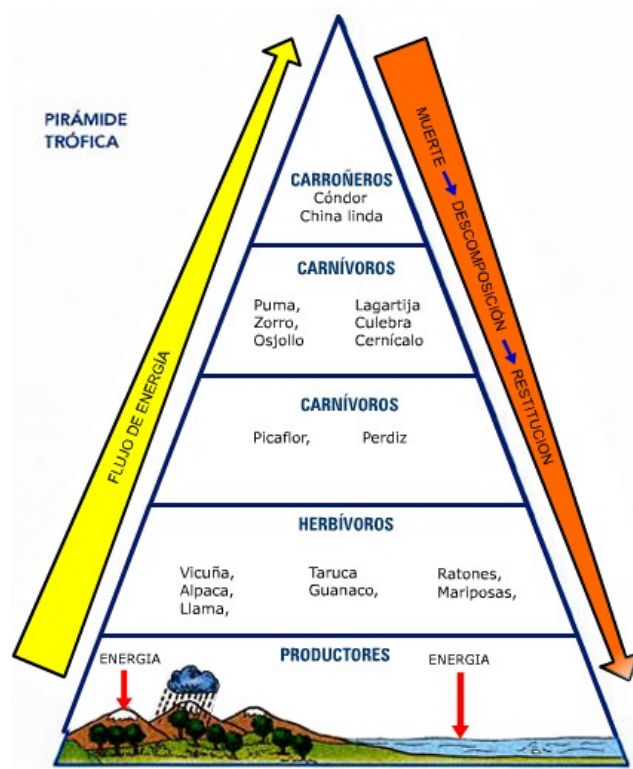 PIRÁMIDE
TRÓFICA
FLUJO DE ENERGÍA
MUERTE → DESCOMPOSICIÓN → RESTITUCION
CARROÑEROS
Cóndor
China linda
CARNÍVOROS
Puma, Lagartija
Zorro, Culebra
Osjollo Cernícalo
CARNÍVOROS
Picaflor, Perdiz
HERBÍVOROS
Vicuña, Taruca Ratones,
Alpaca, Guanaco, Mariposas,
Llama,
ENERGIA PRODUCTORES ENERGIA